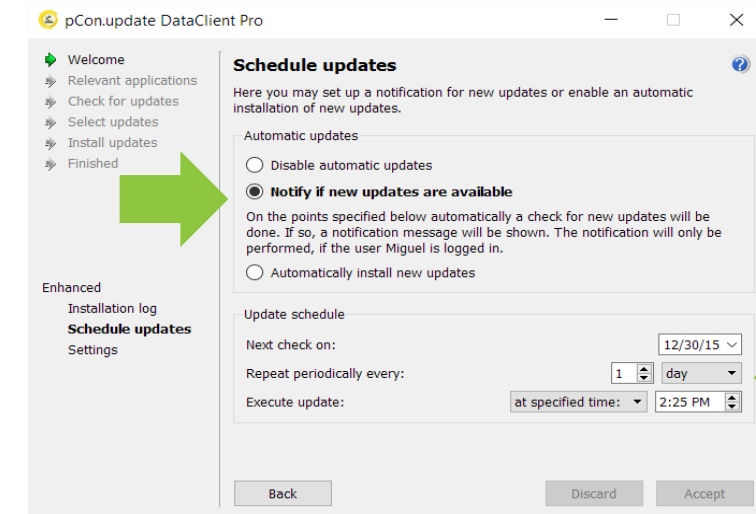 pCon.update DataClient Pro
Welcome
Relevant applications
Check for updates
Select updates
Install updates
Finished
Enhanced
Installation log
Schedule updates
Settings
Schedule updates
Here you may set up a notification for new updates or enable an automatic
installation of new updates.
Automatic updates
Disable automatic updates
Notify if new updates are available
On the points specified below automatically a check for new updates will be
done. If so, a notification message will be shown. The notification will only be
performed, if the user Miguel is logged in.
Automatically install new updates
Update schedule
Next check on: 12/30/15
Repeat periodically every: 1 day
Execute update: at specified time: 2:25 PM
Back Discard Accept